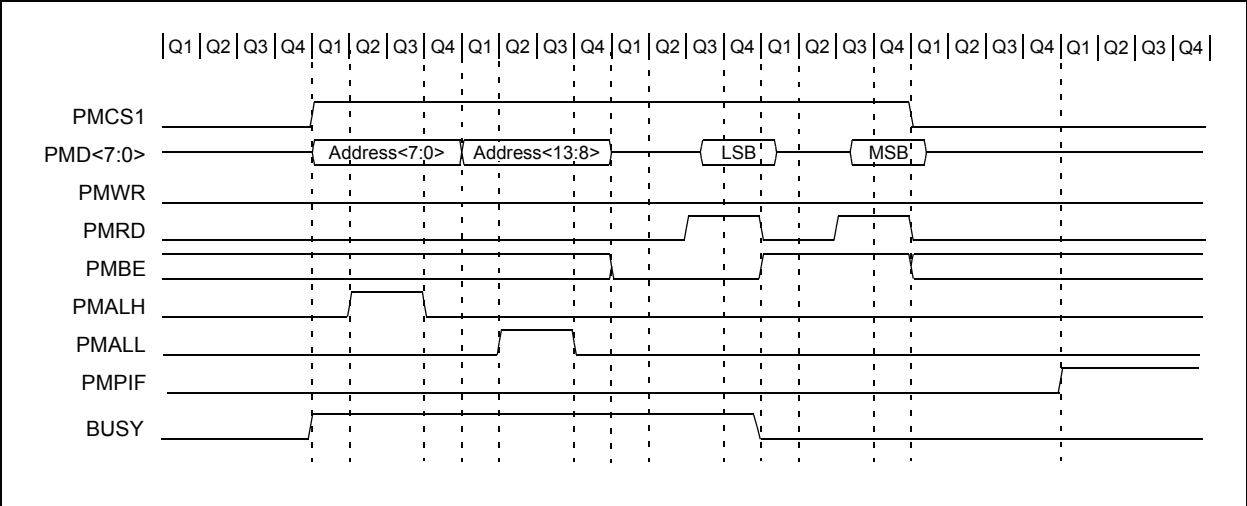 Q1 Q2 Q3 Q4 Q1 Q2 Q3 Q4 Q1 Q2 Q3 Q4 Q1 Q2 Q3 Q4 Q1 Q2 Q3 Q4 Q1 Q2 Q3 Q4 Q1 Q2 Q3 Q4
PMCS1
PMD<7:0> Address<7:0> Address<13:8> LSB MSB
PMWR
PMRD
PMBE
PMALH
PMALL
PMPIF
BUSY